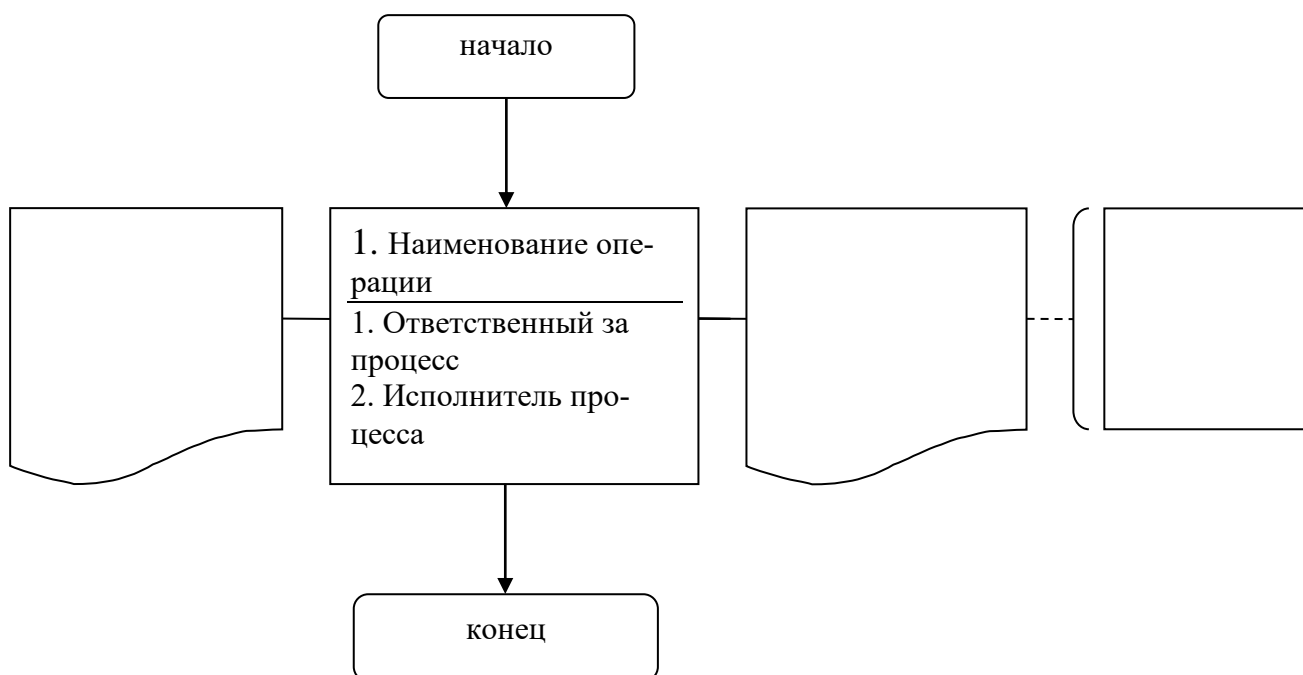 начало
1. Наименование опе-
рации
1. Ответственный за
процесс
2. Исполнитель про-
цесса
конец